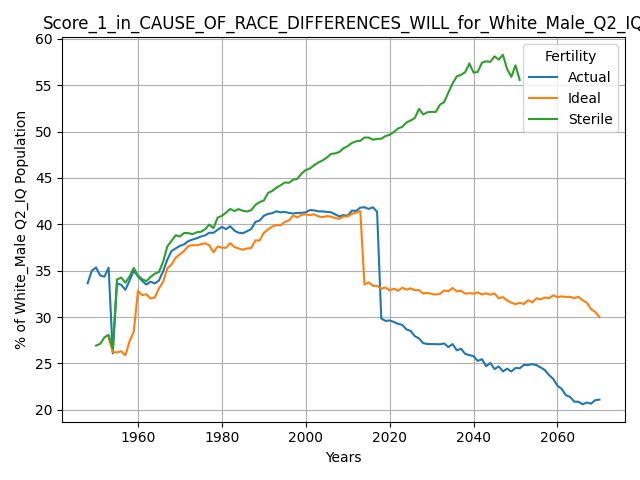 Score_1_in_CAUSE_OF_RACE_DIFFERENCES_WILL_for_White_Male_Q2_IQ
60
55
50
45
40
35
30
25
20
% of White_Male Q2_IQ Population
Fertility
Actual
Ideal
Sterile
1960 1980 2000 2020 2040 2060
Years